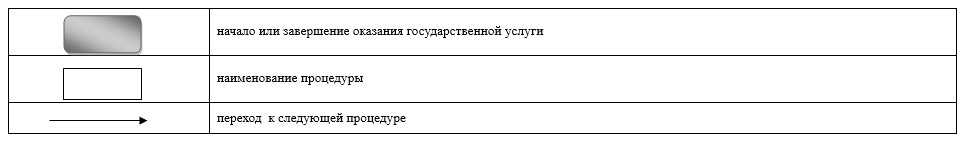 начало или завершение оказания государственной услуги
наименование процедуры
переход к следующей процедуре